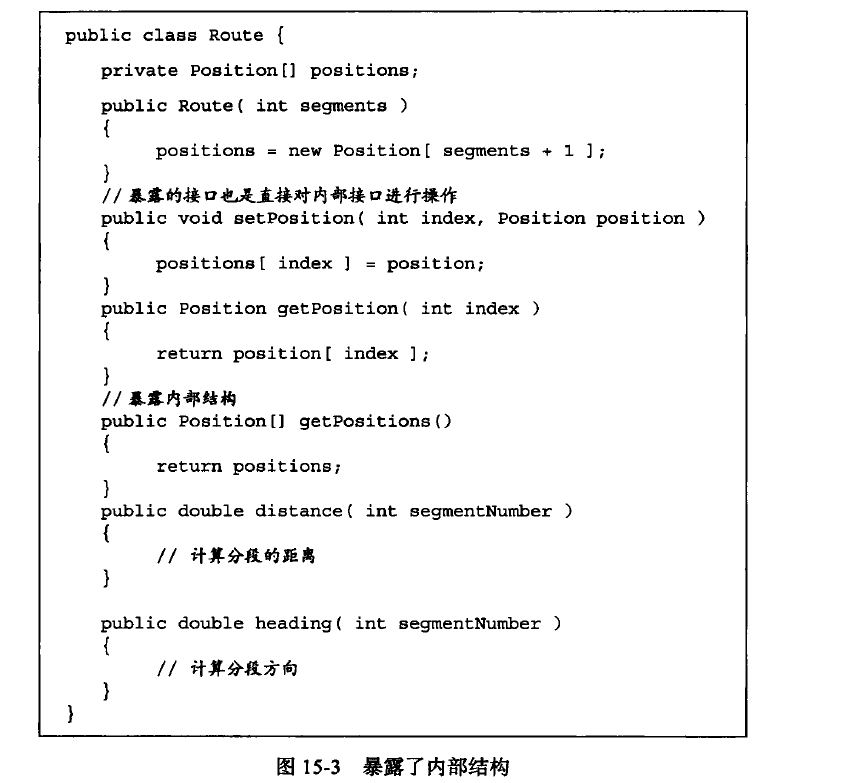 public class Route {
private Position[] positions;
public Route( int segments )
{
positions = new Position[ segments + 1 ];
}
//暴露的接口也是直接对内部接口进行操作
public void setPosition( int index, Position position )
{
positions[ index ] = position;
}
public Position getPosition( int index )
{
return position[ index ];
}
//暴露内部结构
public Position[] getPositions()
{
return positions;
}
public double distance( int segmentNumber )
{
// 计算分段的距离
}
public double heading( int segmentNumber )
{
// 计算分段方向
}
}
图 15-3 暴露了内部结构